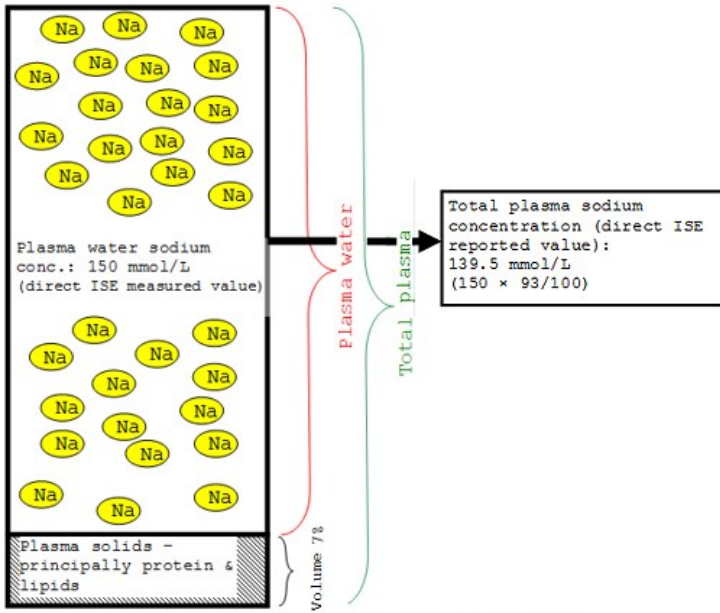 Na Na Na
Na Na Na Na
Na Na Na
Na Na Na Na
Na Na
Na Na
Plasma water sodium
conc.: 150 mmol/L
(direct ISE measured value)
Na Na
Na Na
Na Na
Na Na
Na
Na Na Na
Na Na Na
Plasma solids –
principally protein &
lipids
Volume 7%
Plasma water
Total plasma
Total plasma sodium
concentration (direct ISE
reported value):
139.5 mmol/L
(150 × 93/100)